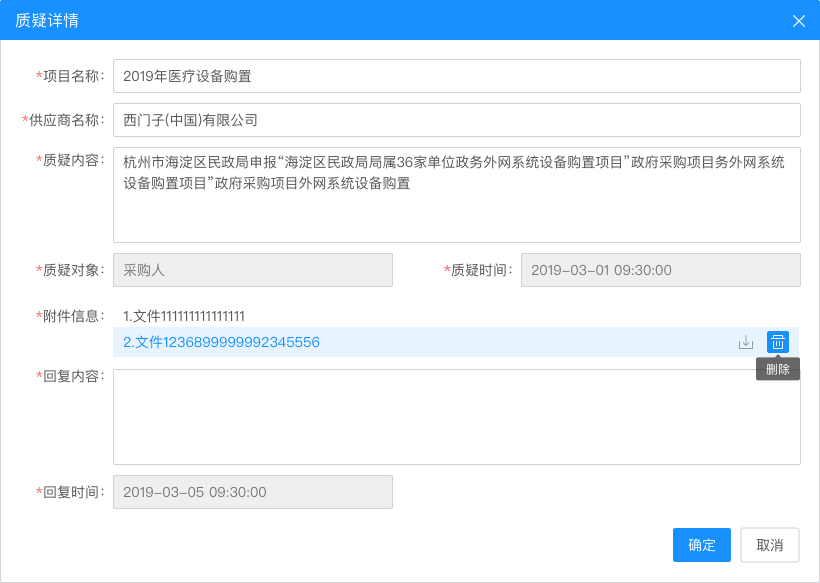 质疑详情
*项目名称： 2019年医疗设备购置
*供应商名称： 西门子(中国)有限公司
*质疑内容： 杭州市海淀区民政局申报“海淀区民政局局属36家单位政务外网系统设备购置项目”政府采购项目务外网系统
设备购置项目”政府采购项目外网系统设备购置
*质疑对象： 采购人 *质疑时间： 2019-03-01 09:30:00
*附件信息： 1.文件111111111111111
2.文件1236899999992345556
删除
*回复内容：
*回复时间： 2019-03-05 09:30:00
确定 取消